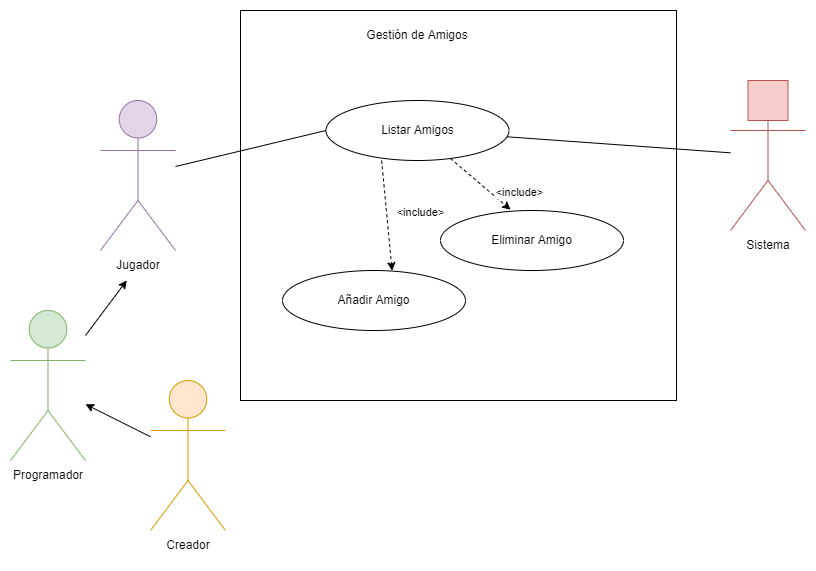 Gestión de Amigos
Listar Amigos
<include>
<include>
Eliminar Amigo
Añadir Amigo
Jugador
Sistema
Programador
Creador